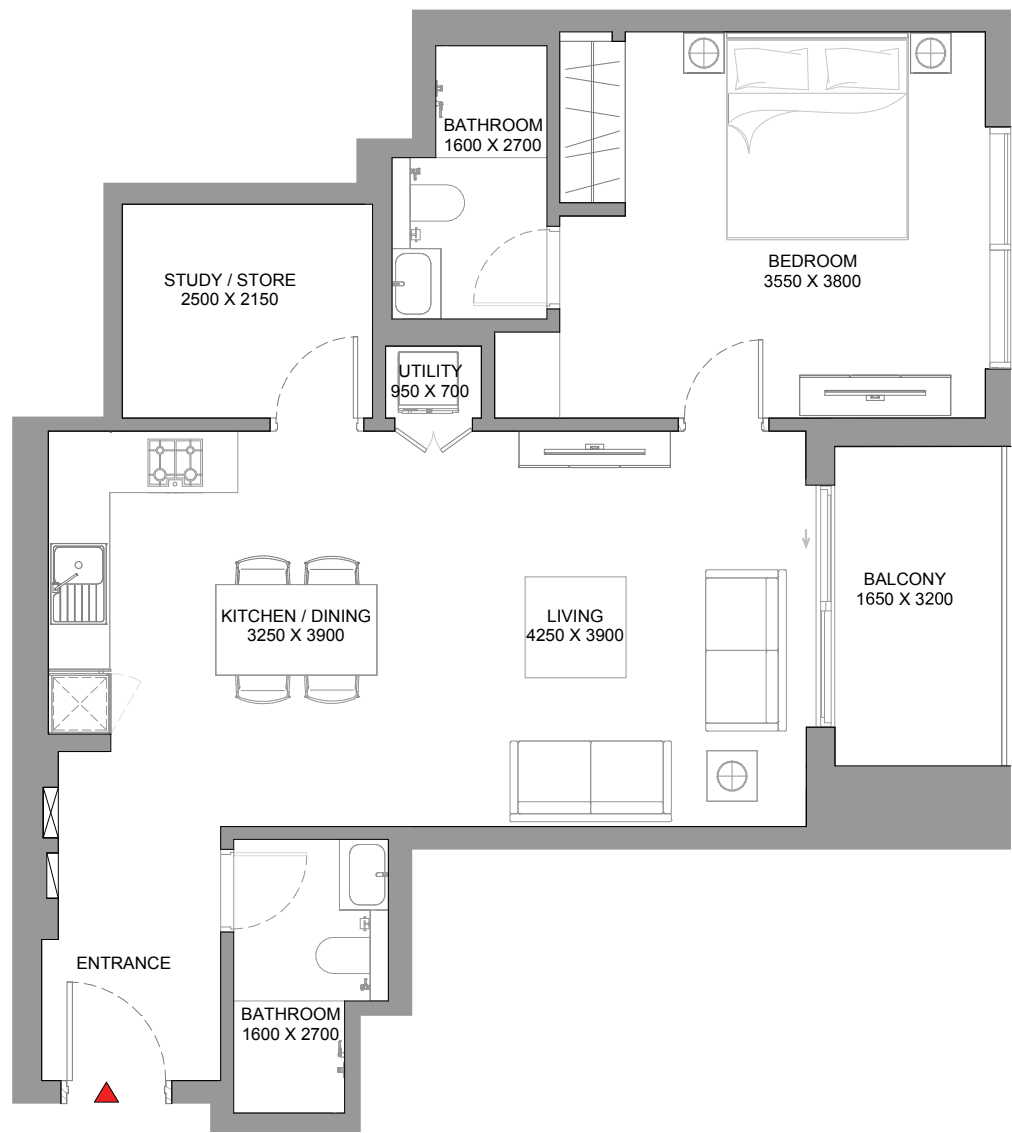 BATHROOM
1600 X 2700
BEDROOM
3550 X 3800
STUDY / STORE
2500 X 2150
UTILITY
950 X 700
KITCHEN / DINING
3250 X 3900
LIVING
4250 X 3900
BALCONY
1650 X 3200
ENTRANCE
BATHROOM
1600 X 2700